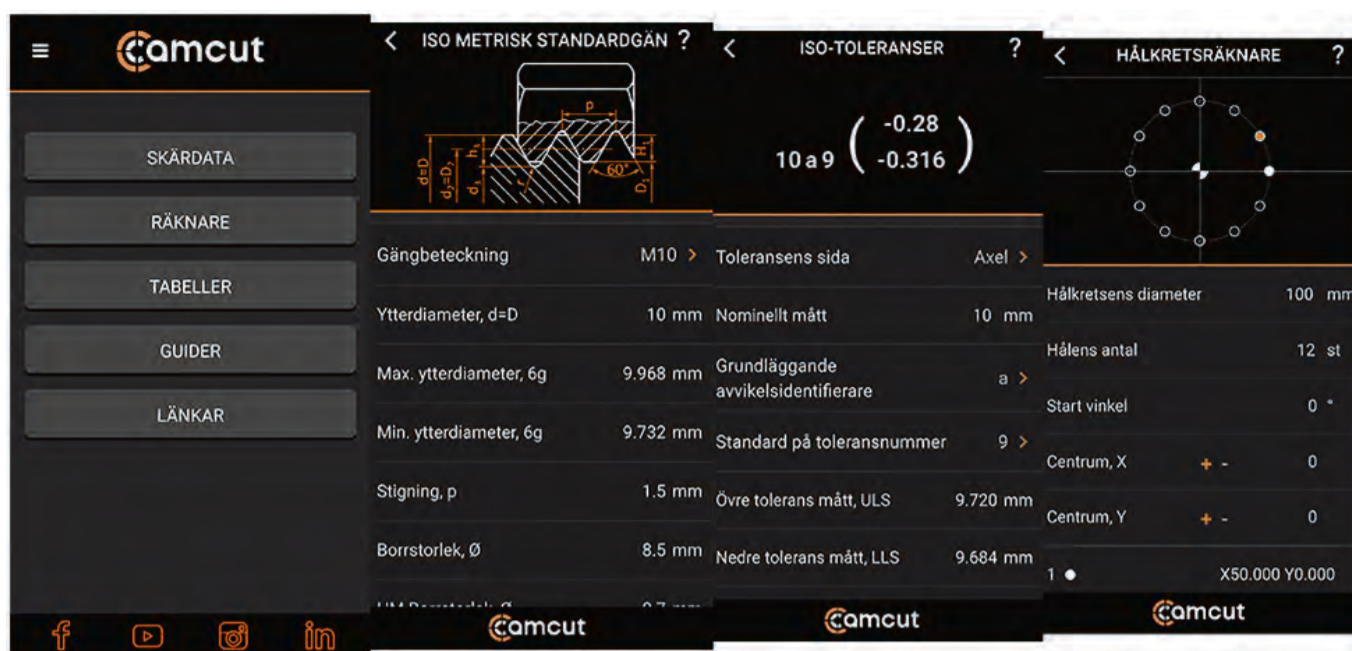 camcut
SKÄRDATA
RÄKNARE
TABELLER
GUIDER
LÄNKAR
ISO METRISK STANDARDGÄN ?
p
d=D
d₂=D₂
60°
Gängbeteckning M10 >
Ytterdiameter, d=D 10 mm
Max. ytterdiameter, 6g 9.968 mm
Min. ytterdiameter, 6g 9.732 mm
Stigning, p 1.5 mm
Borrstorlek, Ø 8.5 mm
camcut
ISO-TOLERANSER ?
-0.28
10 a 9
-0.316
Toleransens sida Axel >
Nominellt mått 10 mm
Grundläggande
avvikelsidentifierare a >
Standard på toleransnummer 9 >
Övre tolerans mått, ULS 9.720 mm
Nedre tolerans mått, LLS 9.684 mm
camcut
HÅLKRETSRÄKNARE ?
Hålkretsens diameter 100 mm
Hålens antal 12 st
Start vinkel 0 °
Centrum, X + - 0
Centrum, Y + - 0
1 X50.000 Y0.000
camcut